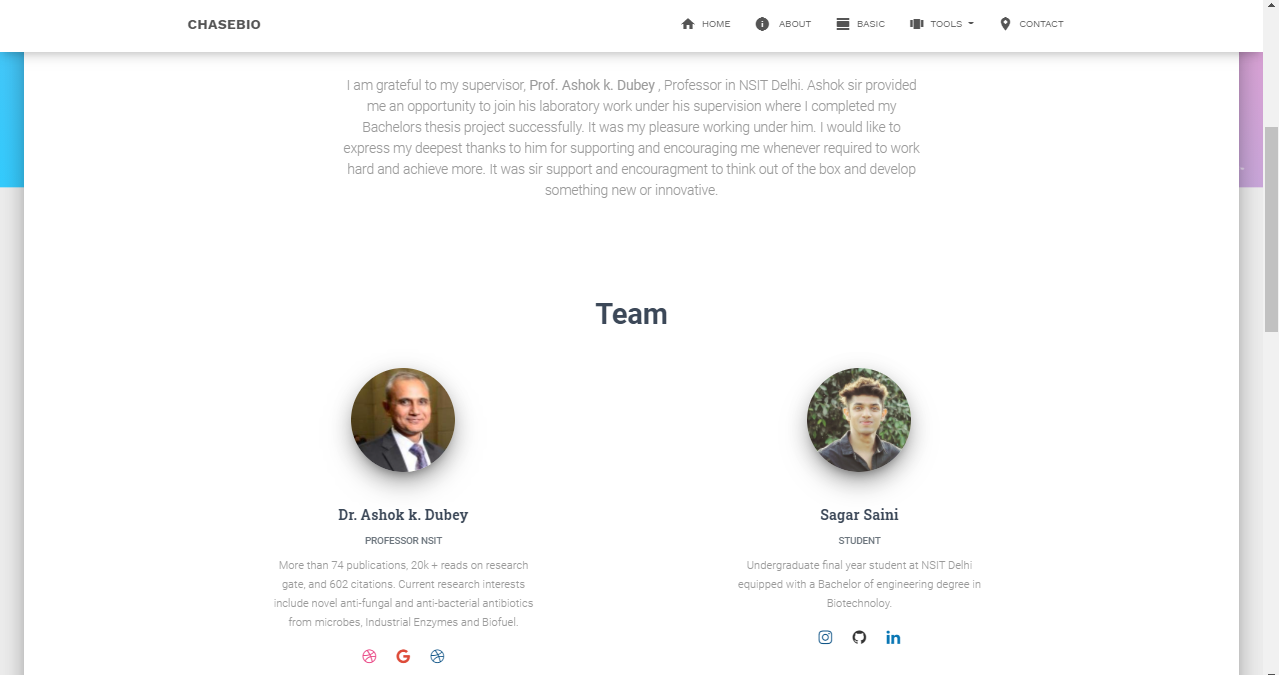 CHASEBIO
HOME
ABOUT
BASIC
TOOLS
CONTACT
I am grateful to my supervisor, Prof. Ashok k. Dubey , Professor in NSIT Delhi. Ashok sir provided
me an opportunity to join his laboratory work under his supervision where I completed my
Bachelors thesis project successfully. It was my pleasure working under him. I would like to
express my deepest thanks to him for supporting and encouraging me whenever required to work
hard and achieve more. It was sir support and encouragment to think out of the box and develop
something new or innovative.
Team
Dr. Ashok k. Dubey
PROFESSOR NSIT
More than 74 publications, 20k + reads on research
gate, and 602 citations. Current research interests
include novel anti-fungal and anti-bacterial antibiotics
from microbes, Industrial Enzymes and Biofuel.
Sagar Saini
STUDENT
Undergraduate final year student at NSIT Delhi
equipped with a Bachelor of engineering degree in
Biotechnoloy.